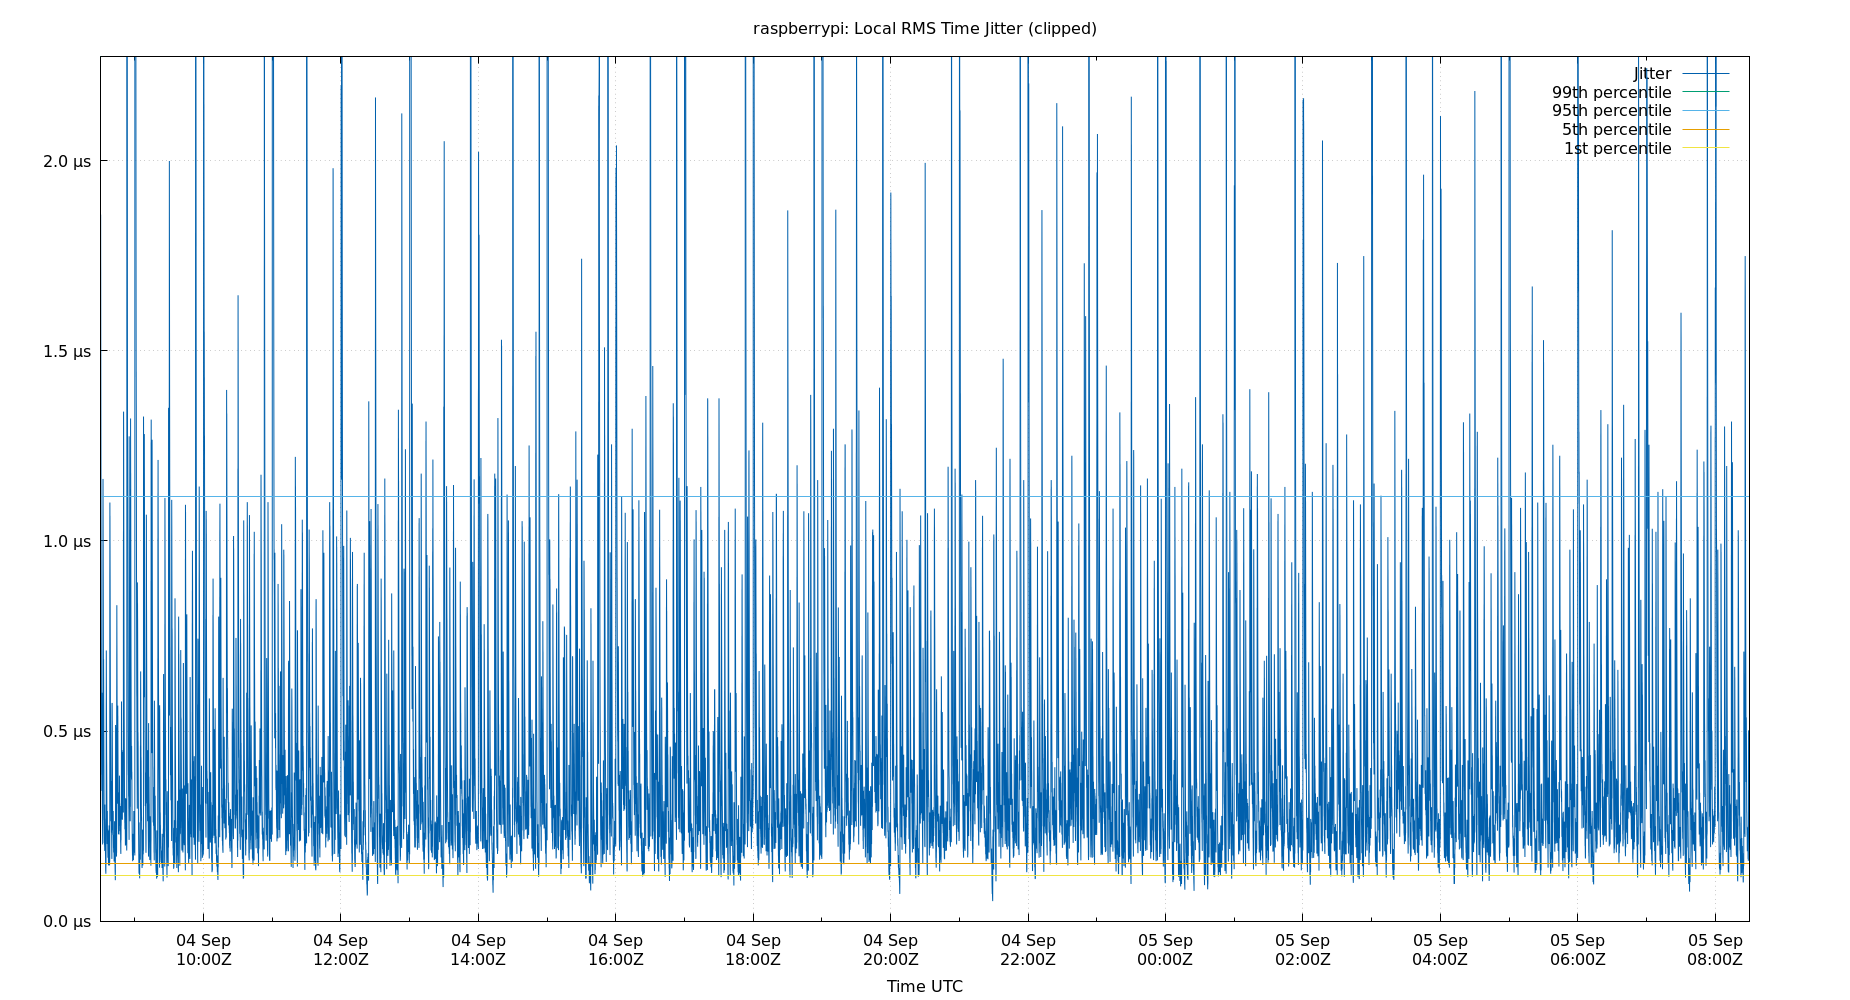 raspberrypi: Local RMS Time Jitter (clipped)
Jitter
99th percentile
95th percentile
5th percentile
1st percentile
2.0 µs
1.5 µs
1.0 µs
0.5 µs
0.0 µs
04 Sep 04 Sep 04 Sep 04 Sep 04 Sep 04 Sep 04 Sep 05 Sep 05 Sep 05 Sep 05 Sep 05 Sep
10:00Z 12:00Z 14:00Z 16:00Z 18:00Z 20:00Z 22:00Z 00:00Z 02:00Z 04:00Z 06:00Z 08:00Z
Time UTC